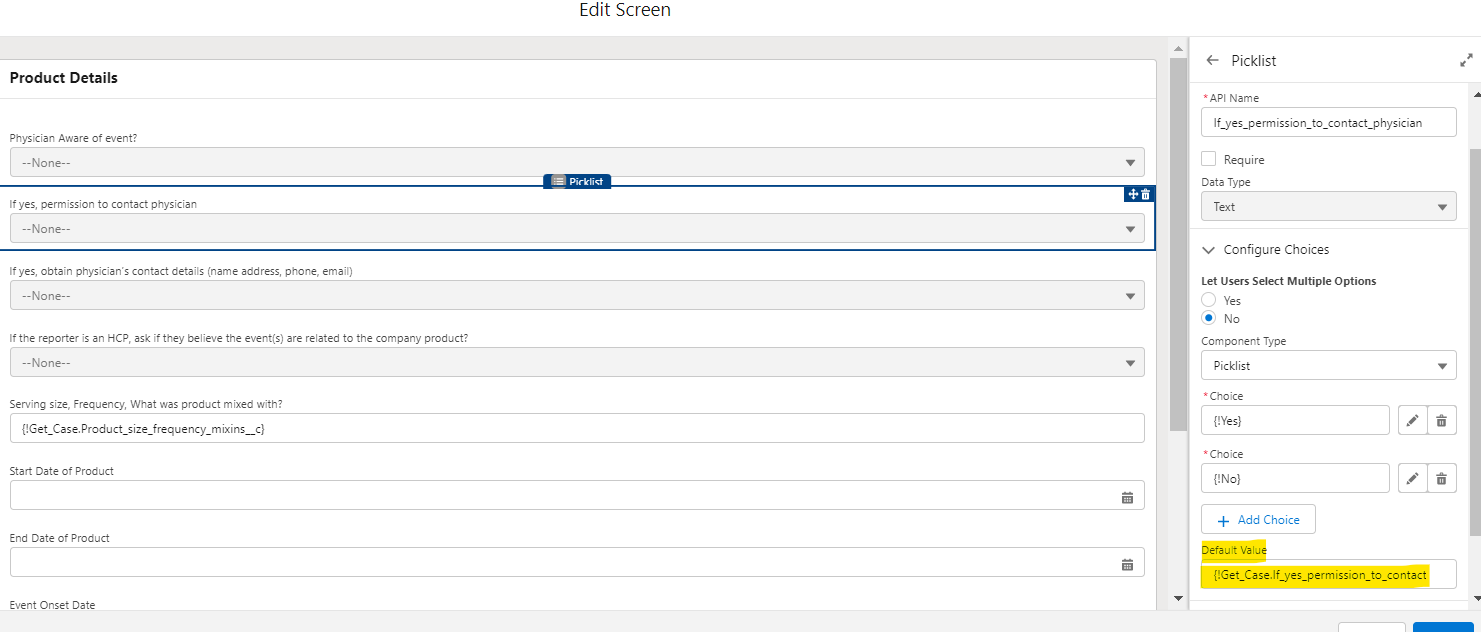 Edit Screen
Product Details
Physician Aware of event?
--None--
Picklist
If yes, permission to contact physician
--None--
If yes, obtain physician's contact details (name address, phone, email)
--None--
If the reporter is an HCP, ask if they believe the event(s) are related to the company product?
--None--
Serving size, Frequency, What was product mixed with?
{!Get_Case.Product_size_frequency_mixins__c}
Start Date of Product
End Date of Product
Event Onset Date
Picklist
*API Name
If_yes_permission_to_contact_physician
Require
Data Type
Text
Configure Choices
Let Users Select Multiple Options
Yes
No
Component Type
Picklist
*Choice
{!Yes}
*Choice
{!No}
+ Add Choice
Default Value
{!Get_Case.If_yes_permission_to_contact